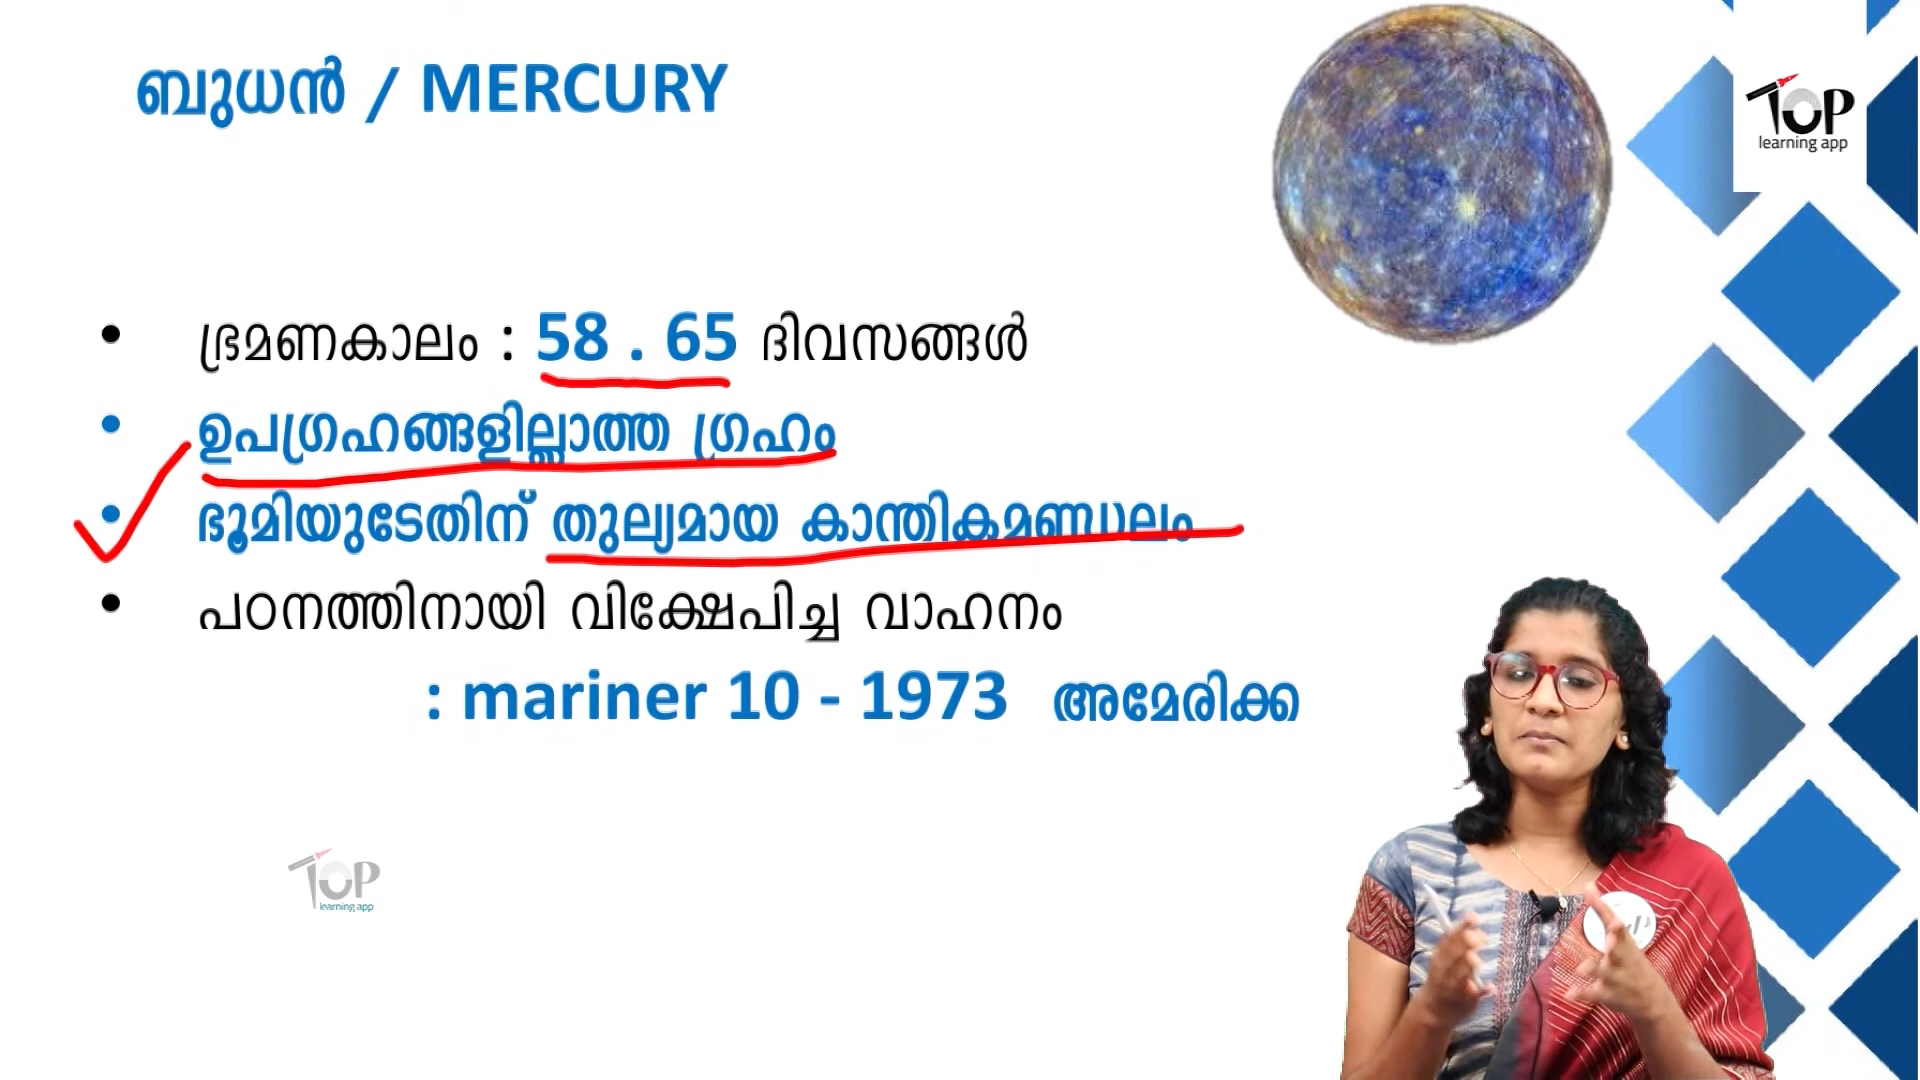 ബുധൻ / MERCURY
TOP
learning app
• ഭ്രമണകാലം : 58 . 65 ദിവസങ്ങൾ
• ഉപഗ്രഹങ്ങളില്ലാത്ത ഗ്രഹം
• ഭൂമിയുടേതിന് തുല്യമായ കാന്തികമണ്ഡലം
• പഠനത്തിനായി വിക്ഷേപിച്ച വാഹനം
: mariner 10 - 1973 അമേരിക്ക
TOP
learning app